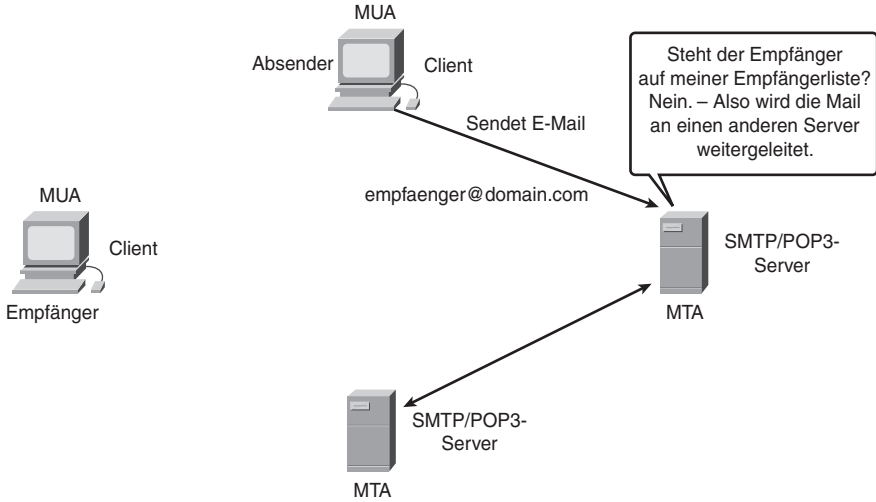 MUA
Absender
Client
Sendet E-Mail
empfaenger@domain.com
Steht der Empfänger
auf meiner Empfängerliste?
Nein. – Also wird die Mail
an einen anderen Server
weitergeleitet.
MUA
Client
Empfänger
SMTP/POP3-
Server
MTA
SMTP/POP3-
Server
MTA